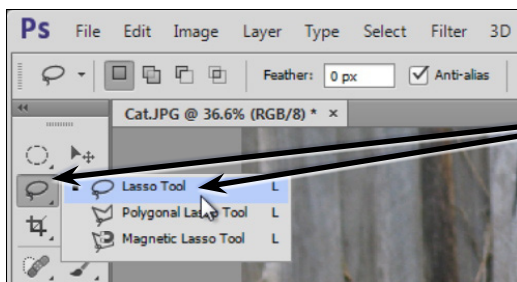 Ps File Edit Image Layer Type Select Filter 3D
Feather: 0 px Anti-alias
Cat.JPG @ 36.6% (RGB/8) * ×
Lasso Tool L
Polygonal Lasso Tool L
Magnetic Lasso Tool L